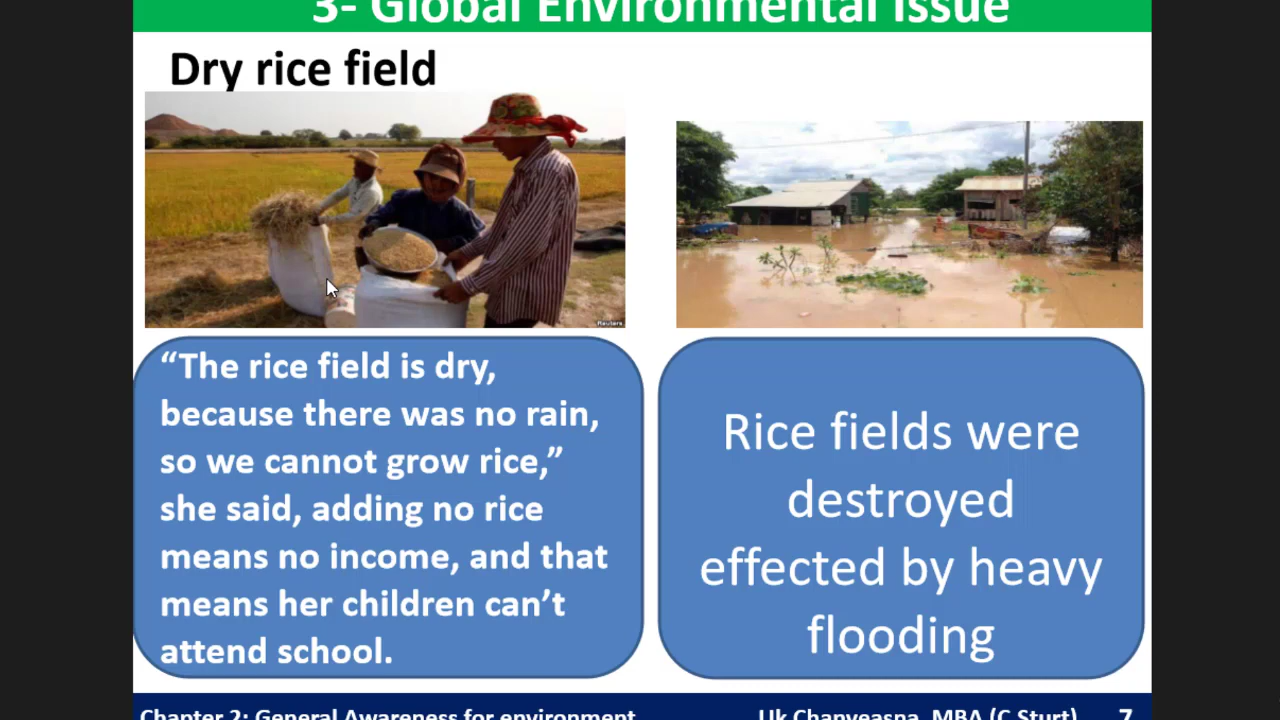 3- Global Environmental Issue
Dry rice field
Reuters
“The rice field is dry,
because there was no rain,
so we cannot grow rice,”
she said, adding no rice
means no income, and that
means her children can’t
attend school.
Rice fields were
destroyed
effected by heavy
flooding
Chapter 2: General Awareness for environment
Uk Chanveasna, MBA (C.Sturt)
7